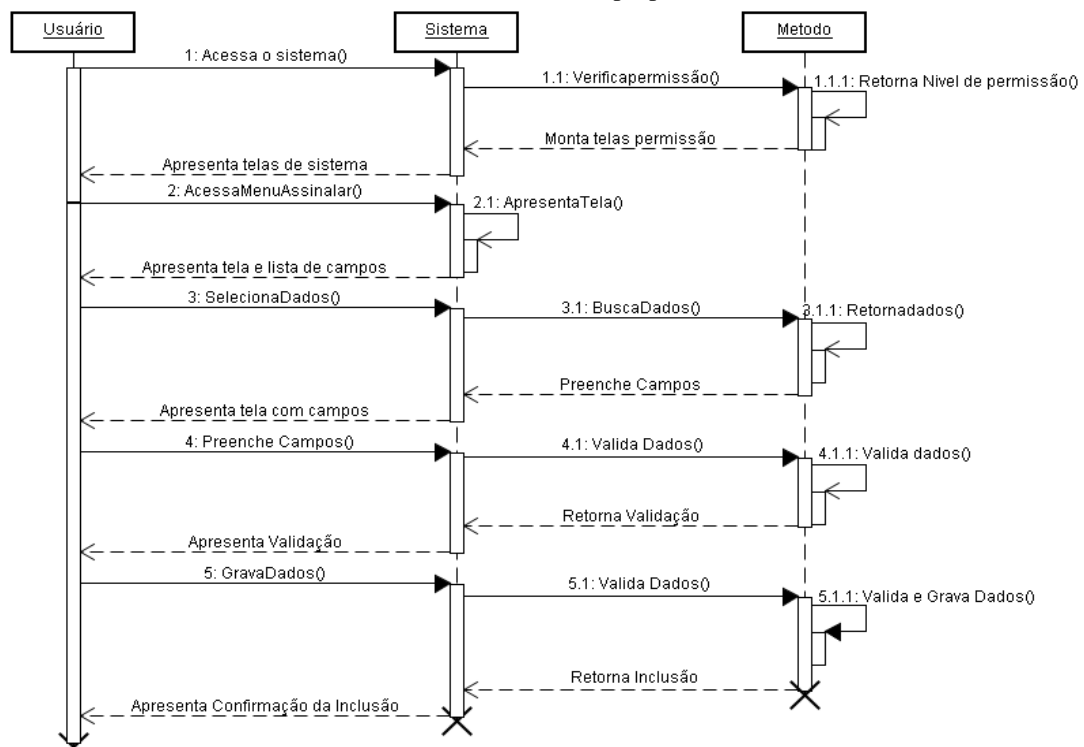 Usuário
Sistema
Metodo
1: Acessa o sistema()
1.1: Verificapermissão()
1.1.1: Retorna Nivel de permissão()
Monta telas permissão
Apresenta telas de sistema
2: AcessaMenuAssinalar()
2.1: ApresentaTela()
Apresenta tela e lista de campos
3: SelecionaDados()
3.1: BuscaDados()
3.1.1: Retornadados()
Preenche Campos
Apresenta tela com campos
4: Preenche Campos()
4.1: Valida Dados()
4.1.1: Valida dados()
Retorna Validação
Apresenta Validação
5: GravaDados()
5.1: Valida Dados()
5.1.1: Valida e Grava Dados()
Retorna Inclusão
Apresenta Confirmação da Inclusão